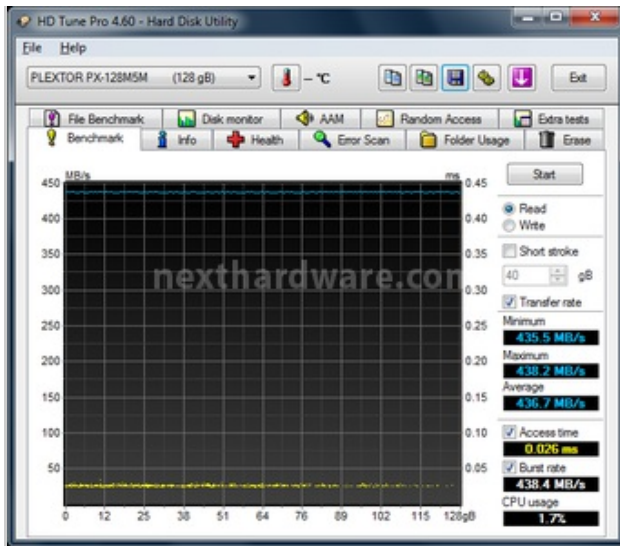 HD Tune Pro 4.60 - Hard Disk Utility
File Help
PLEXTOR PX-128M5M (128 gB) – °C Exit
File Benchmark Disk monitor AAM Random Access Extra tests
Benchmark Info Health Error Scan Folder Usage Erase
MB/s ms
450 0.45
400 0.40
350 0.35
300 0.30
250 0.25
200 0.20
150 0.15
100 0.10
50 0.05
0 12 25 38 51 64 76 89 102 115 128gB
nexthardware.com
Start
Read
Write
Short stroke
40 gB
Transfer rate
Minimum
435.5 MB/s
Maximum
438.2 MB/s
Average
436.7 MB/s
Access time
0.026 ms
Burst rate
438.4 MB/s
CPU usage
1.7%